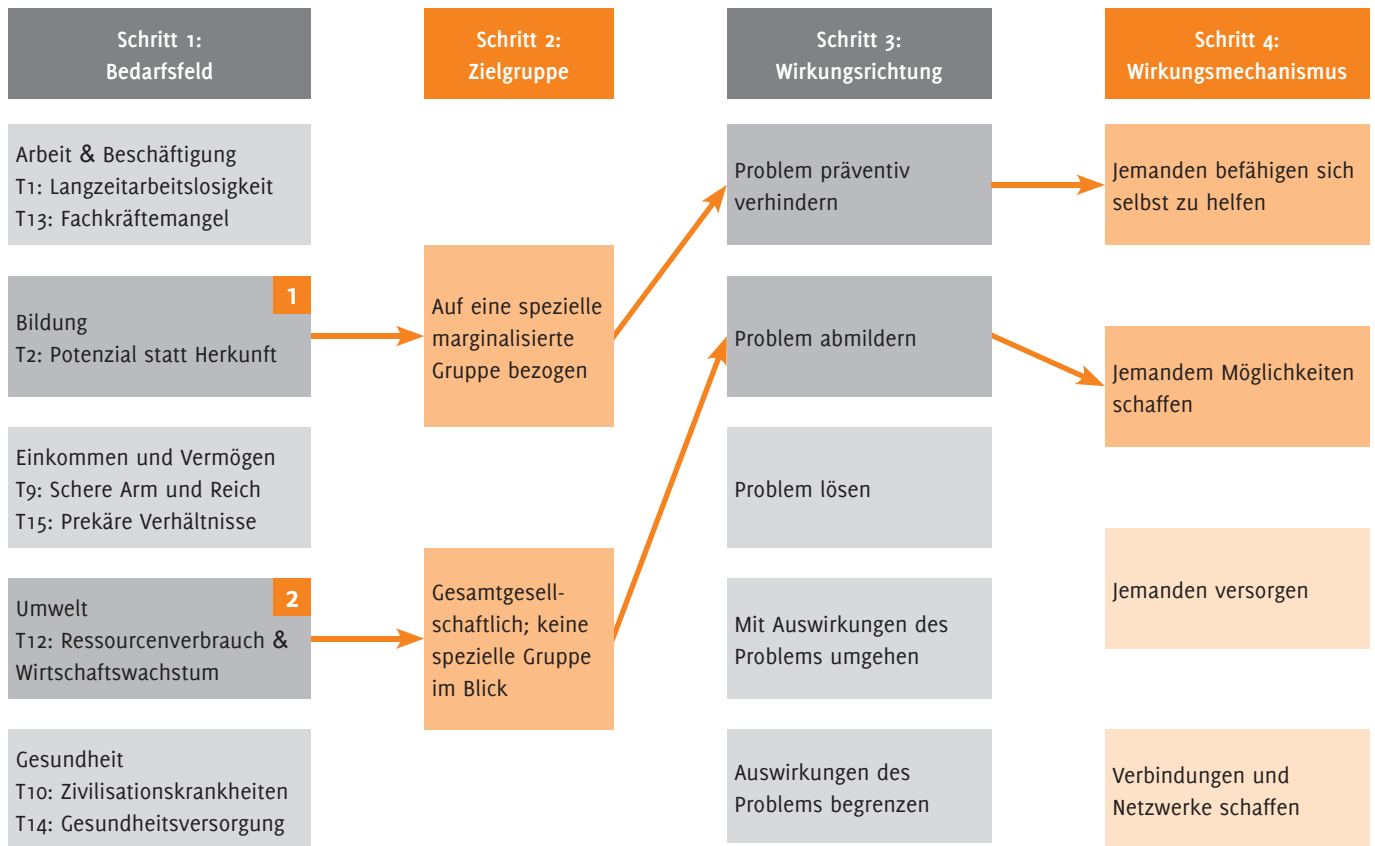 Schritt 1:
Bedarfsfeld
Arbeit & Beschäftigung
T1: Langzeitarbeitslosigkeit
T13: Fachkräftemangel
1
Bildung
T2: Potenzial statt Herkunft
Einkommen und Vermögen
T9: Schere Arm und Reich
T15: Prekäre Verhältnisse
2
Umwelt
T12: Ressourcenverbrauch &
Wirtschaftswachstum
Gesundheit
T10: Zivilisationskrankheiten
T14: Gesundheitsversorgung
Schritt 2:
Zielgruppe
Auf eine spezielle
marginalisierte
Gruppe bezogen
Gesamtgesell-
schaftlich; keine
spezielle Gruppe
im Blick
Schritt 3:
Wirkungsrichtung
Problem präventiv
verhindern
Problem abmildern
Problem lösen
Mit Auswirkungen des
Problems umgehen
Auswirkungen des
Problems begrenzen
Schritt 4:
Wirkungsmechanismus
Jemanden befähigen sich
selbst zu helfen
Jemandem Möglichkeiten
schaffen
Jemanden versorgen
Verbindungen und
Netzwerke schaffen